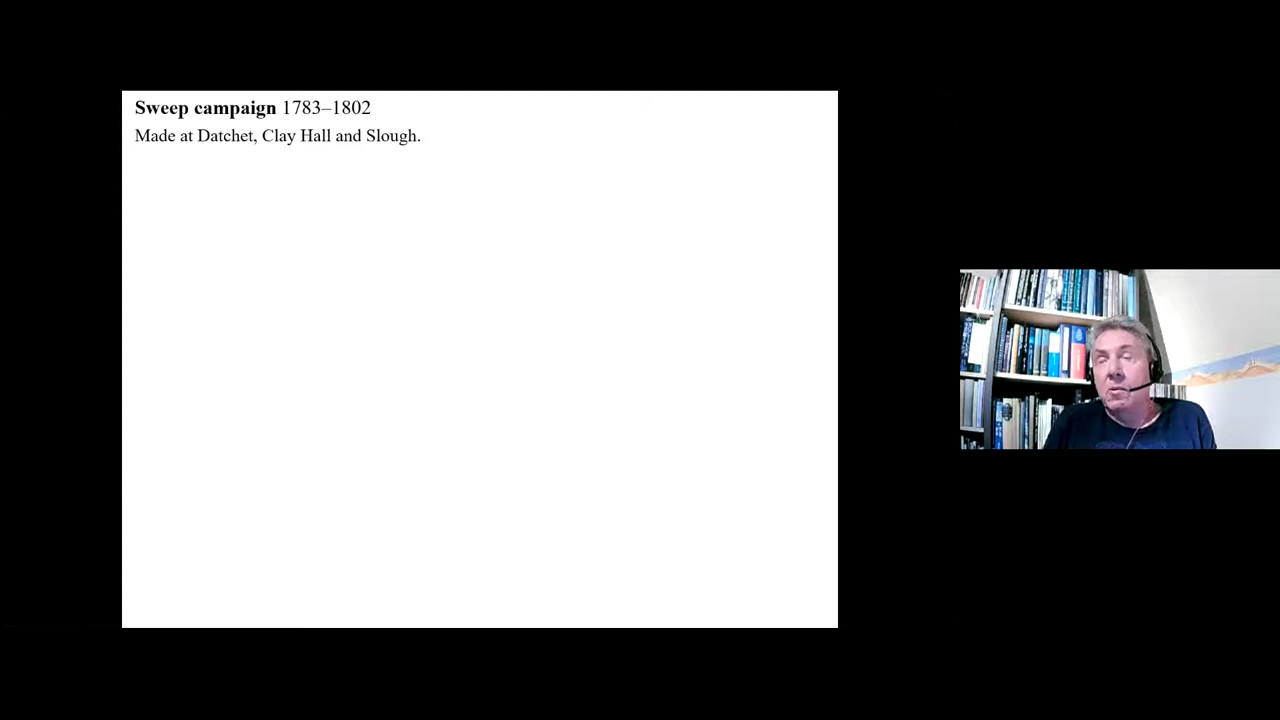 Sweep campaign 1783–1802
Made at Datchet, Clay Hall and Slough.